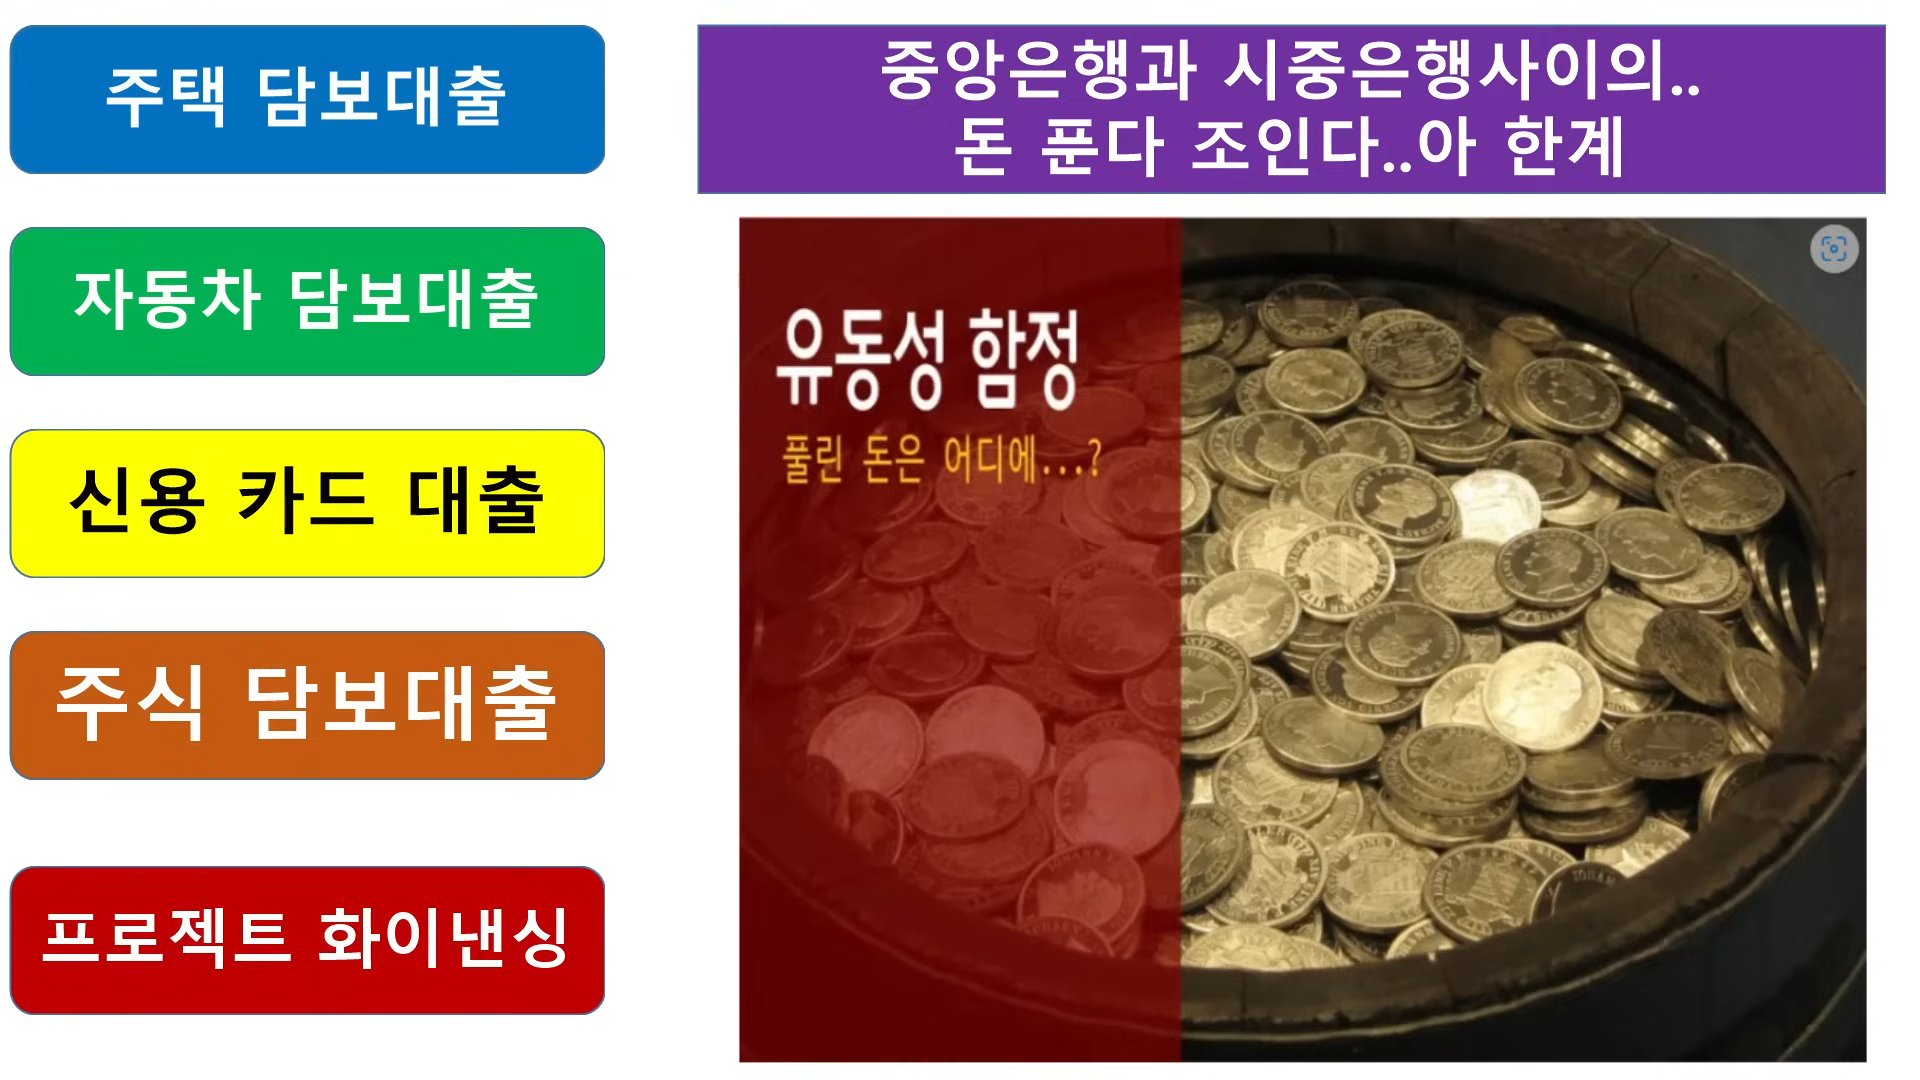 주택 담보대출
자동차 담보대출
신용 카드 대출
주식 담보대출
프로젝트 화이낸싱
중앙은행과 시중은행사이의..
돈 푼다 조인다..아 한계
유동성 함정
풀린 돈은 어디에...?